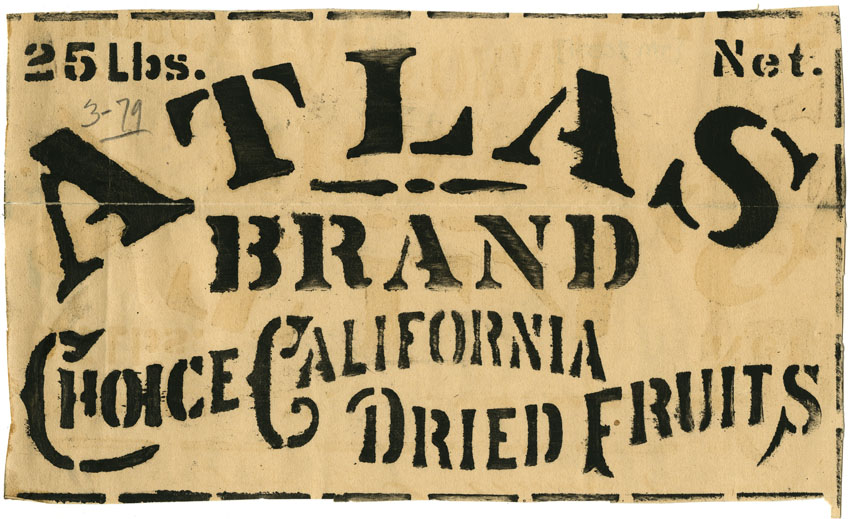 25 Lbs. Net.
3-79
ATLAS
BRAND
CHOICE CALIFORNIA
DRIED FRUITS